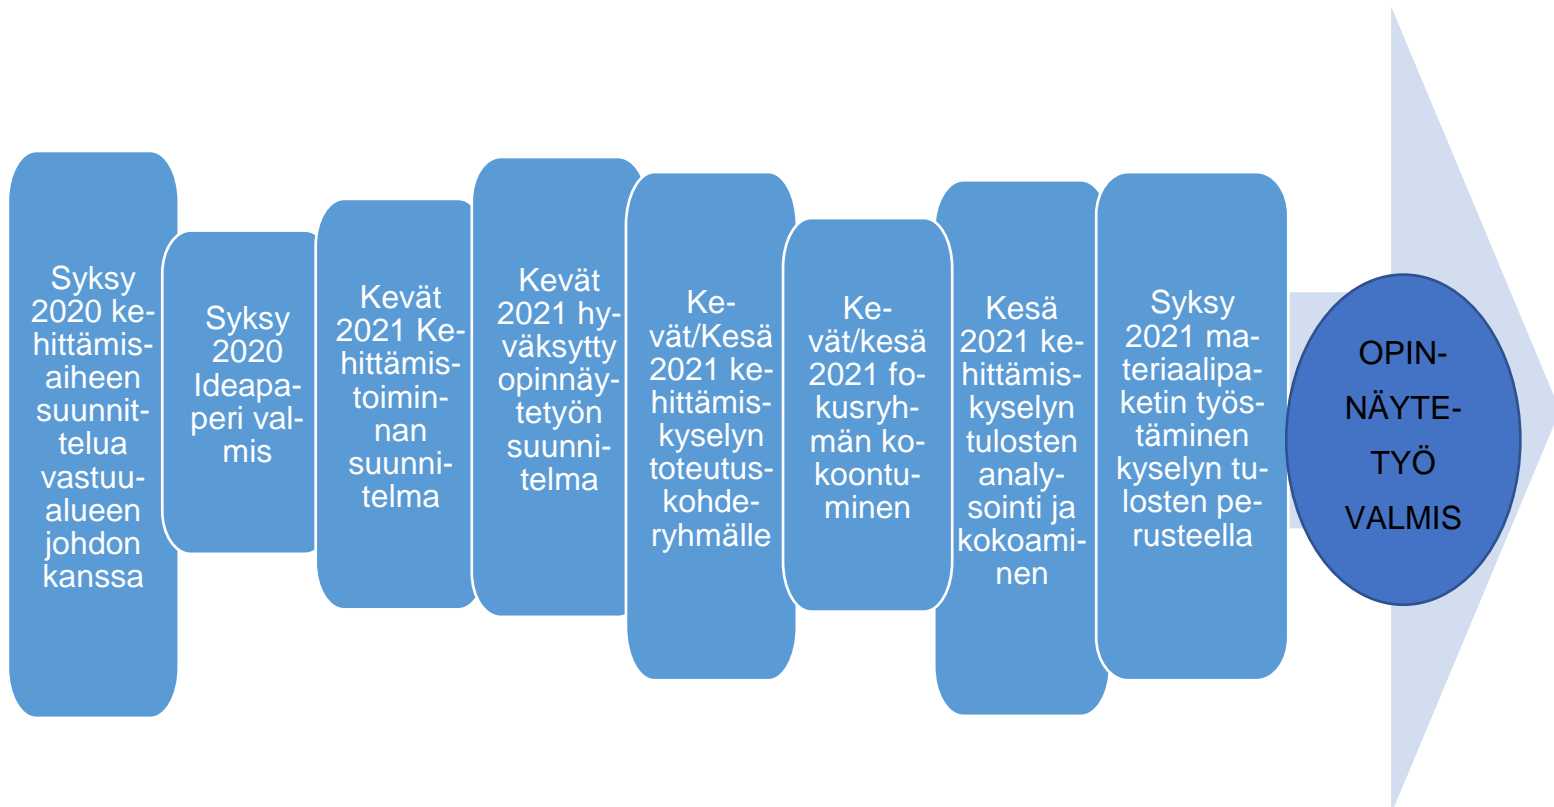 Syksy
2020 ke-
hittämis-
aiheen
suunnit-
telua
vastuu-
alueen
johdon
kanssa
Syksy
2020
Ideapa-
peri val-
mis
Kevät
2021 Ke-
hittämis-
toimin-
nan
suunni-
telma
Kevät
2021 hy-
väksytty
opinnäy-
tetyön
suunni-
telma
Ke-
vät/Kesä
2021 ke-
hittämis-
kyselyn
toteutus-
kohde-
ryhmälle
Ke-
vät/kesä
2021 fo-
kusryh-
män ko-
koontu-
minen
Kesä
2021 ke-
hittämis-
kyselyn
tulosten
analy-
sointi ja
kokoami-
nen
Syksy
2021 ma-
teriaalipa-
ketin työs-
täminen
kyselyn tu-
losten pe-
rusteella
OPIN-
NÄYTE-
TYÖ
VALMIS